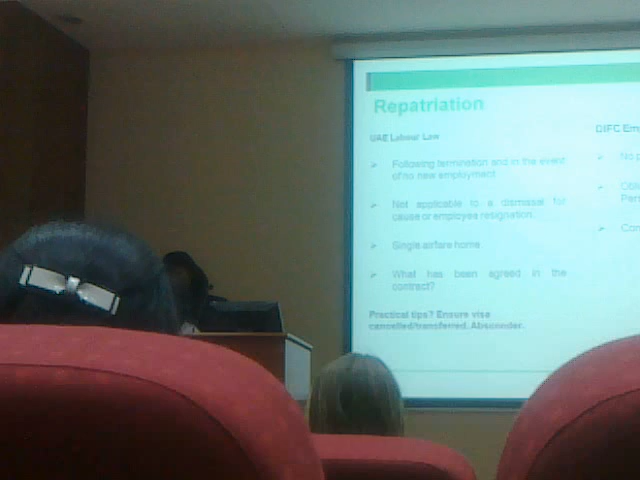 Repatriation
UAE Labour Law
Following termination and in the event
of no new employment
Not applicable to a dismissal for
cause or employee resignation.
Single airfare home.
What has been agreed in the
contract?
Practical tips? Ensure visa
cancelled/transferred. Absconder.
DIFC Em
No p
Con